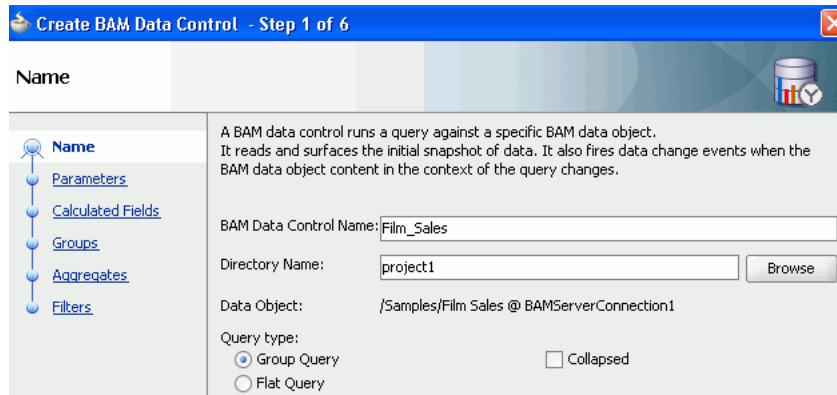 Create BAM Data Control - Step 1 of 6
Name
Name
Parameters
Calculated Fields
Groups
Aggregates
Filters
A BAM data control runs a query against a specific BAM data object.
It reads and surfaces the initial snapshot of data. It also fires data change events when the
BAM data object content in the context of the query changes.
BAM Data Control Name: Film_Sales
Directory Name: project1 Browse
Data Object: /Samples/Film Sales @ BAMServerConnection1
Query type:
Group Query Collapsed
Flat Query